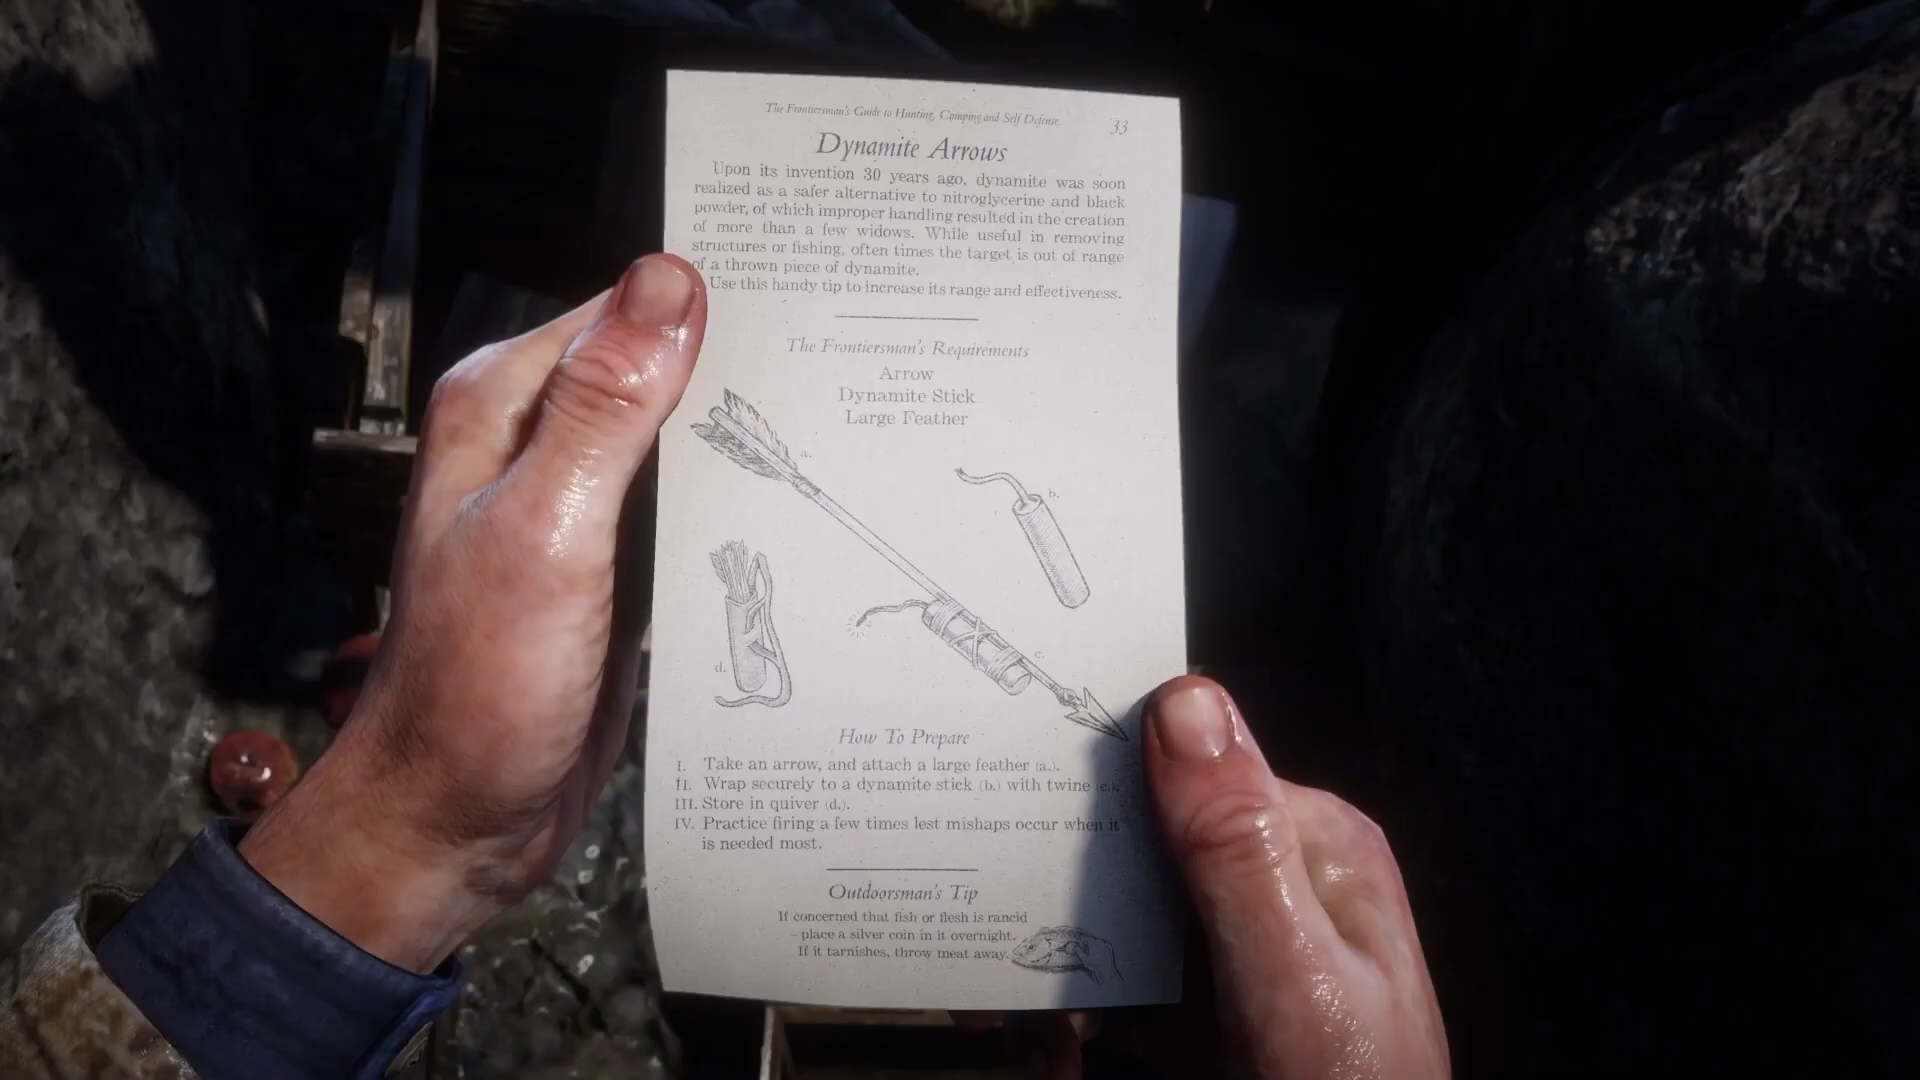 The Frontiersman's Guide to Hunting, Camping and Self Defense.
33
Dynamite Arrows
Upon its invention 30 years ago, dynamite was soon
realized as a safer alternative to nitroglycerine and black
powder, of which improper handling resulted in the creation
of more than a few widows. While useful in removing
structures or fishing, often times the target is out of range
of a thrown piece of dynamite.
Use this handy tip to increase its range and effectiveness.
The Frontiersman's Requirements
Arrow
Dynamite Stick
Large Feather
a.
b.
c.
d.
How To Prepare
I. Take an arrow, and attach a large feather (a.).
II. Wrap securely to a dynamite stick (b.) with twine (c.).
III. Store in quiver (d.).
IV. Practice firing a few times lest mishaps occur when it
is needed most.
Outdoorsman's Tip
If concerned that fish or flesh is rancid
– place a silver coin in it overnight.
If it tarnishes, throw meat away.